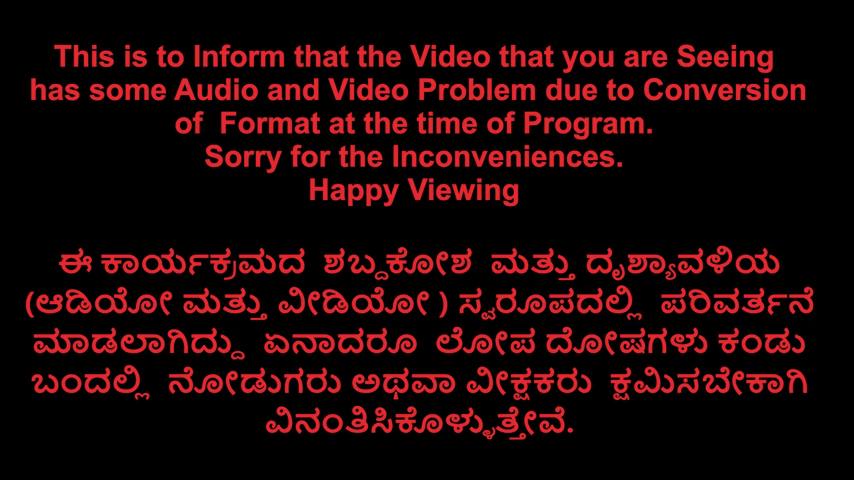 This is to Inform that the Video that you are Seeing
has some Audio and Video Problem due to Conversion
of Format at the time of Program.
Sorry for the Inconveniences.
Happy Viewing
ಈ ಕಾರ್ಯಕ್ರಮದ ಶಬ್ದಕೋಶ ಮತ್ತು ದೃಶ್ಯಾವಳಿಯ
(ಆಡಿಯೋ ಮತ್ತು ವೀಡಿಯೋ ) ಸ್ವರೂಪದಲ್ಲಿ ಪರಿವರ್ತನೆ
ಮಾಡಲಾಗಿದ್ದು ಏನಾದರೂ ಲೋಪ ದೋಷಗಳು ಕಂಡು
ಬಂದಲ್ಲಿ ನೋಡುಗರು ಅಥವಾ ವೀಕ್ಷಕರು ಕ್ಷಮಿಸಬೇಕಾಗಿ
ವಿನಂತಿಸಿಕೊಳ್ಳುತ್ತೇವೆ.